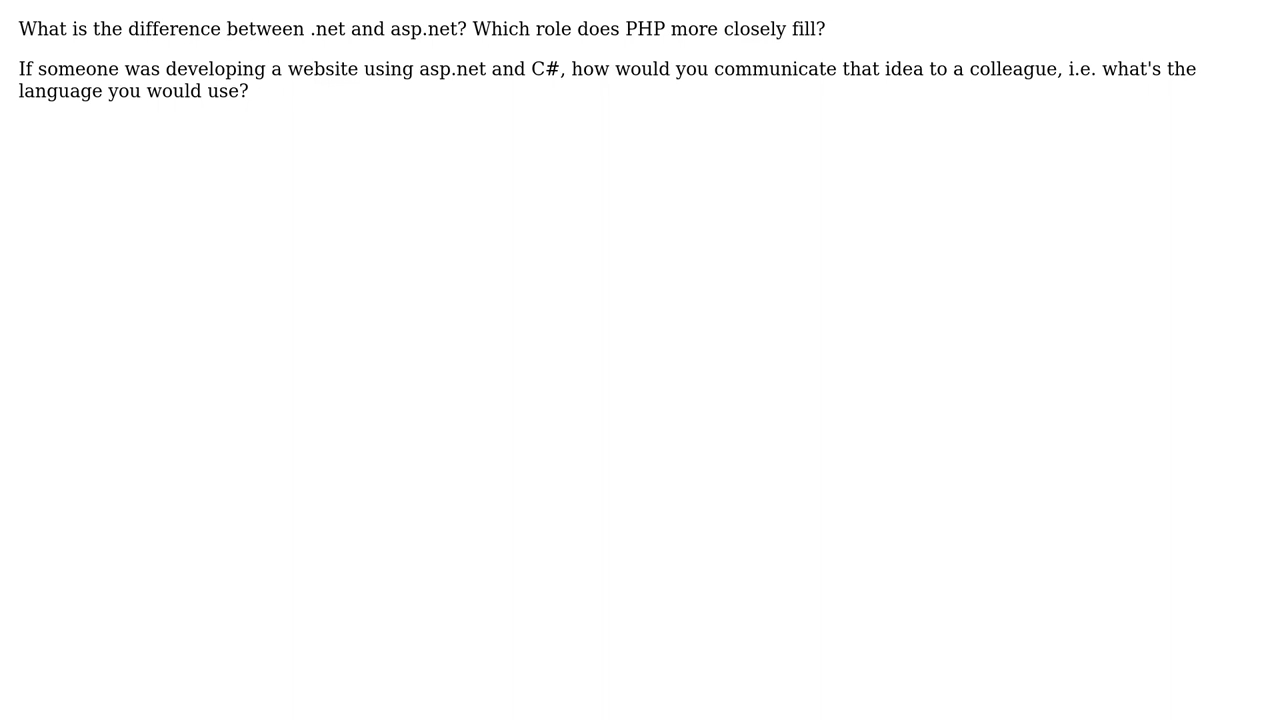 What is the difference between .net and asp.net? Which role does PHP more closely fill?
If someone was developing a website using asp.net and C#, how would you communicate that idea to a colleague, i.e. what's the
language you would use?